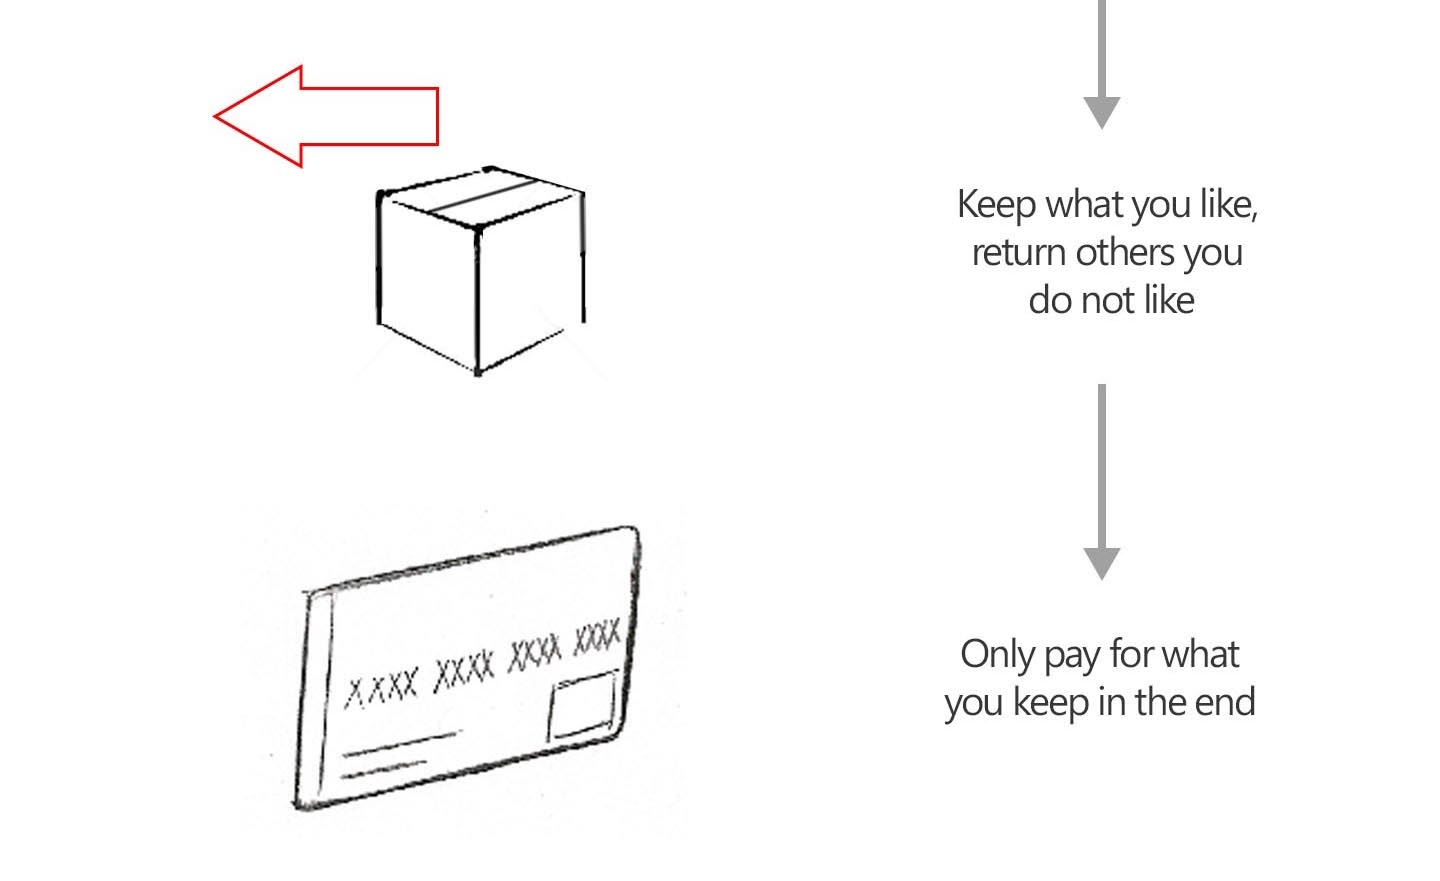 Keep what you like,
return others you
do not like
XXXX XXXX XXXX XXXX
Only pay for what
you keep in the end